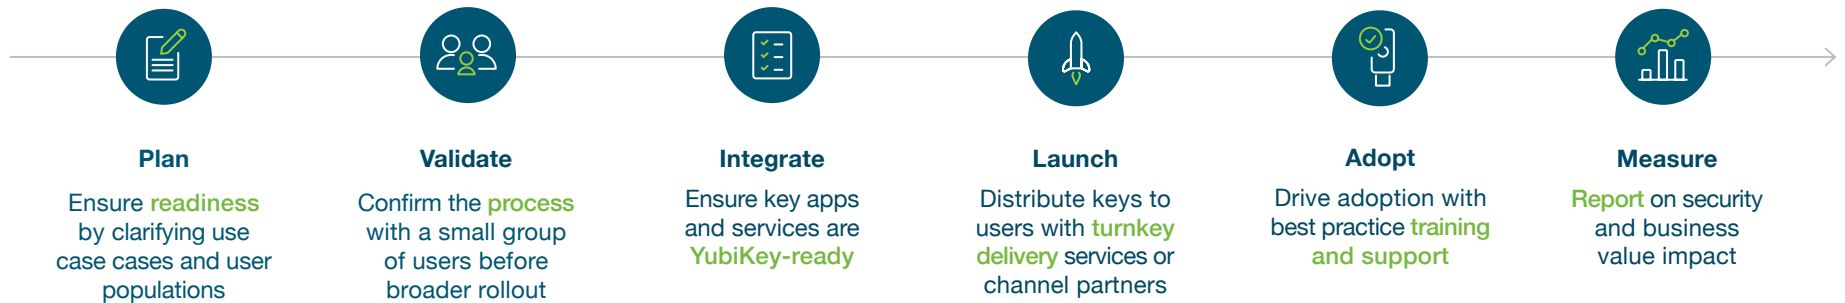 Plan
Ensure readiness
by clarifying use
case cases and user
populations
Validate
Confirm the process
with a small group
of users before
broader rollout
Integrate
Ensure key apps
and services are
YubiKey-ready
Launch
Distribute keys to
users with turnkey
delivery services or
channel partners
Adopt
Drive adoption with
best practice training
and support
Measure
Report on security
and business
value impact